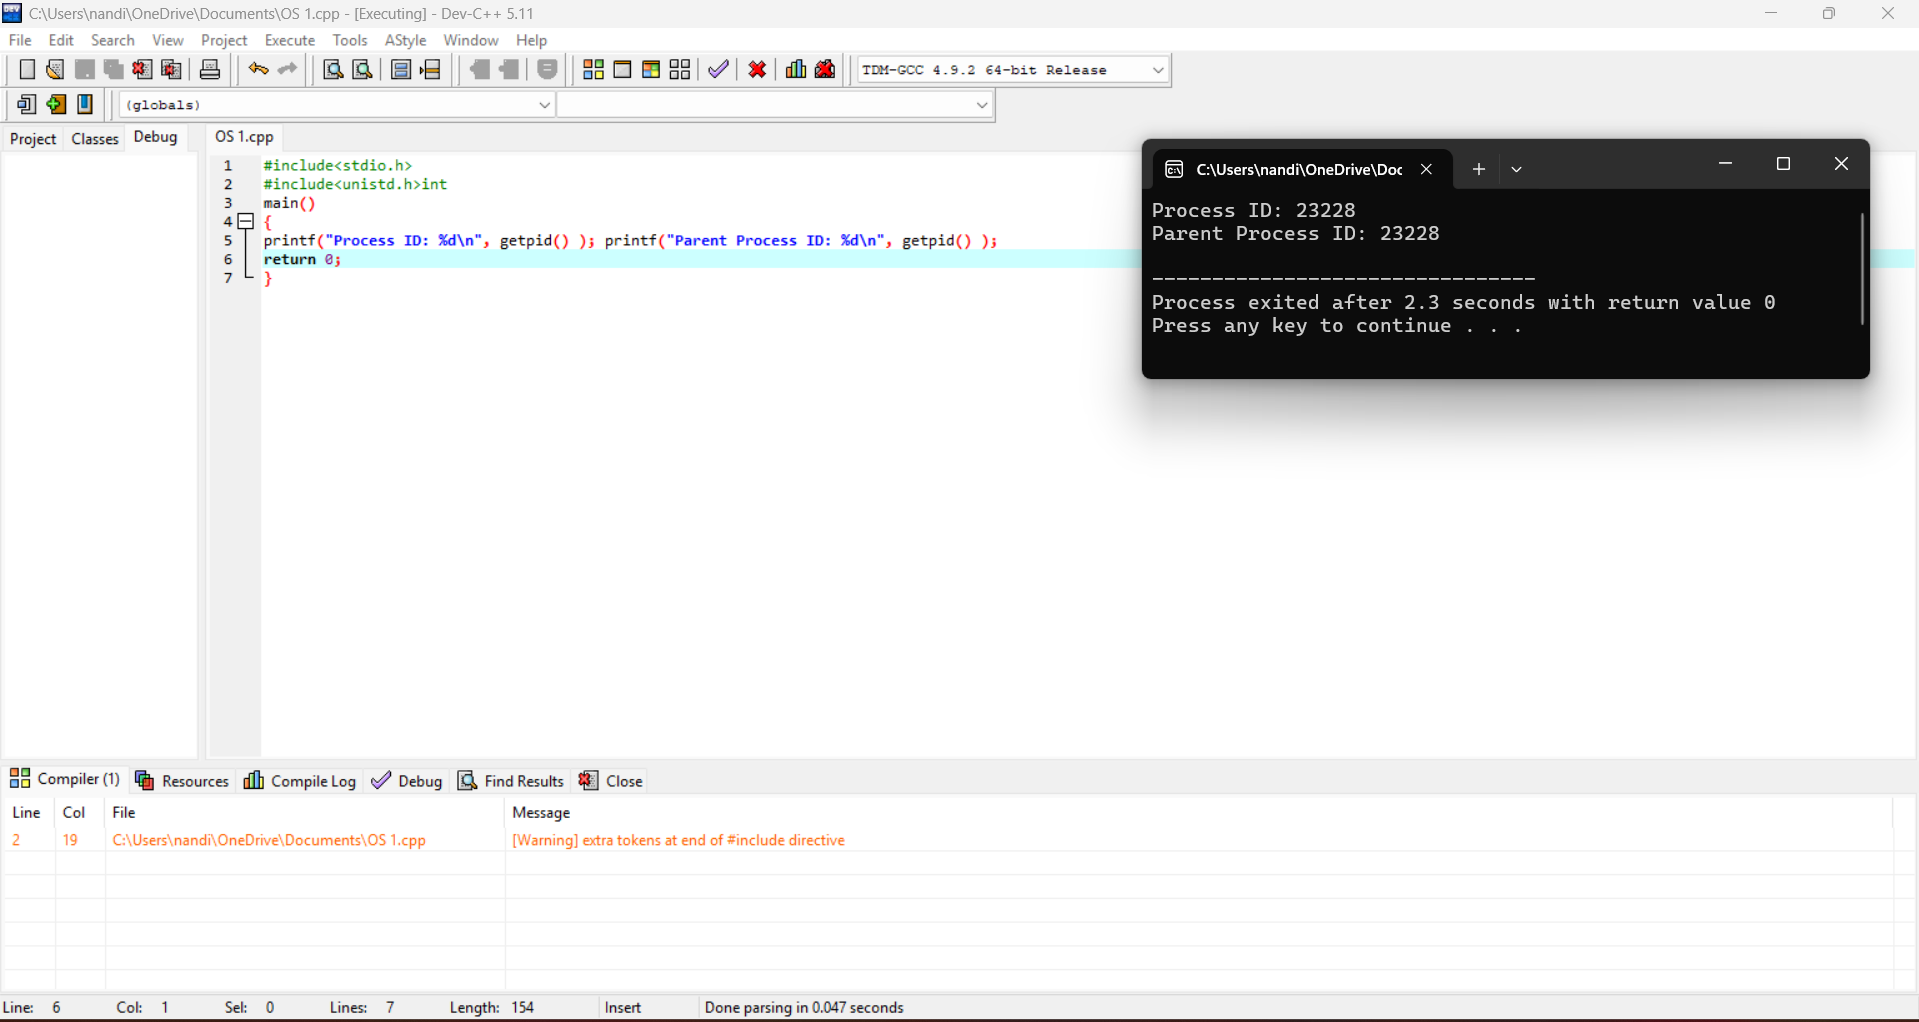 C:\Users\nandi\OneDrive\Documents\OS 1.cpp - [Executing] - Dev-C++ 5.11
File Edit Search View Project Execute Tools AStyle Window Help
TDM-GCC 4.9.2 64-bit Release
(globals)
Project Classes Debug
OS 1.cpp
1 #include<stdio.h>
2 #include<unistd.h>int
3 main()
4 {
5 printf("Process ID: %d\n", getpid() ); printf("Parent Process ID: %d\n", getpid() );
6 return 0;
7 }
C:\Users\nandi\OneDrive\Doc
Process ID: 23228
Parent Process ID: 23228
--------------------------------
Process exited after 2.3 seconds with return value 0
Press any key to continue . . .
Compiler (1) Resources Compile Log Debug Find Results Close
Line Col File Message
2 19 C:\Users\nandi\OneDrive\Documents\OS 1.cpp [Warning] extra tokens at end of #include directive
Line: 6 Col: 1 Sel: 0 Lines: 7 Length: 154 Insert Done parsing in 0.047 seconds